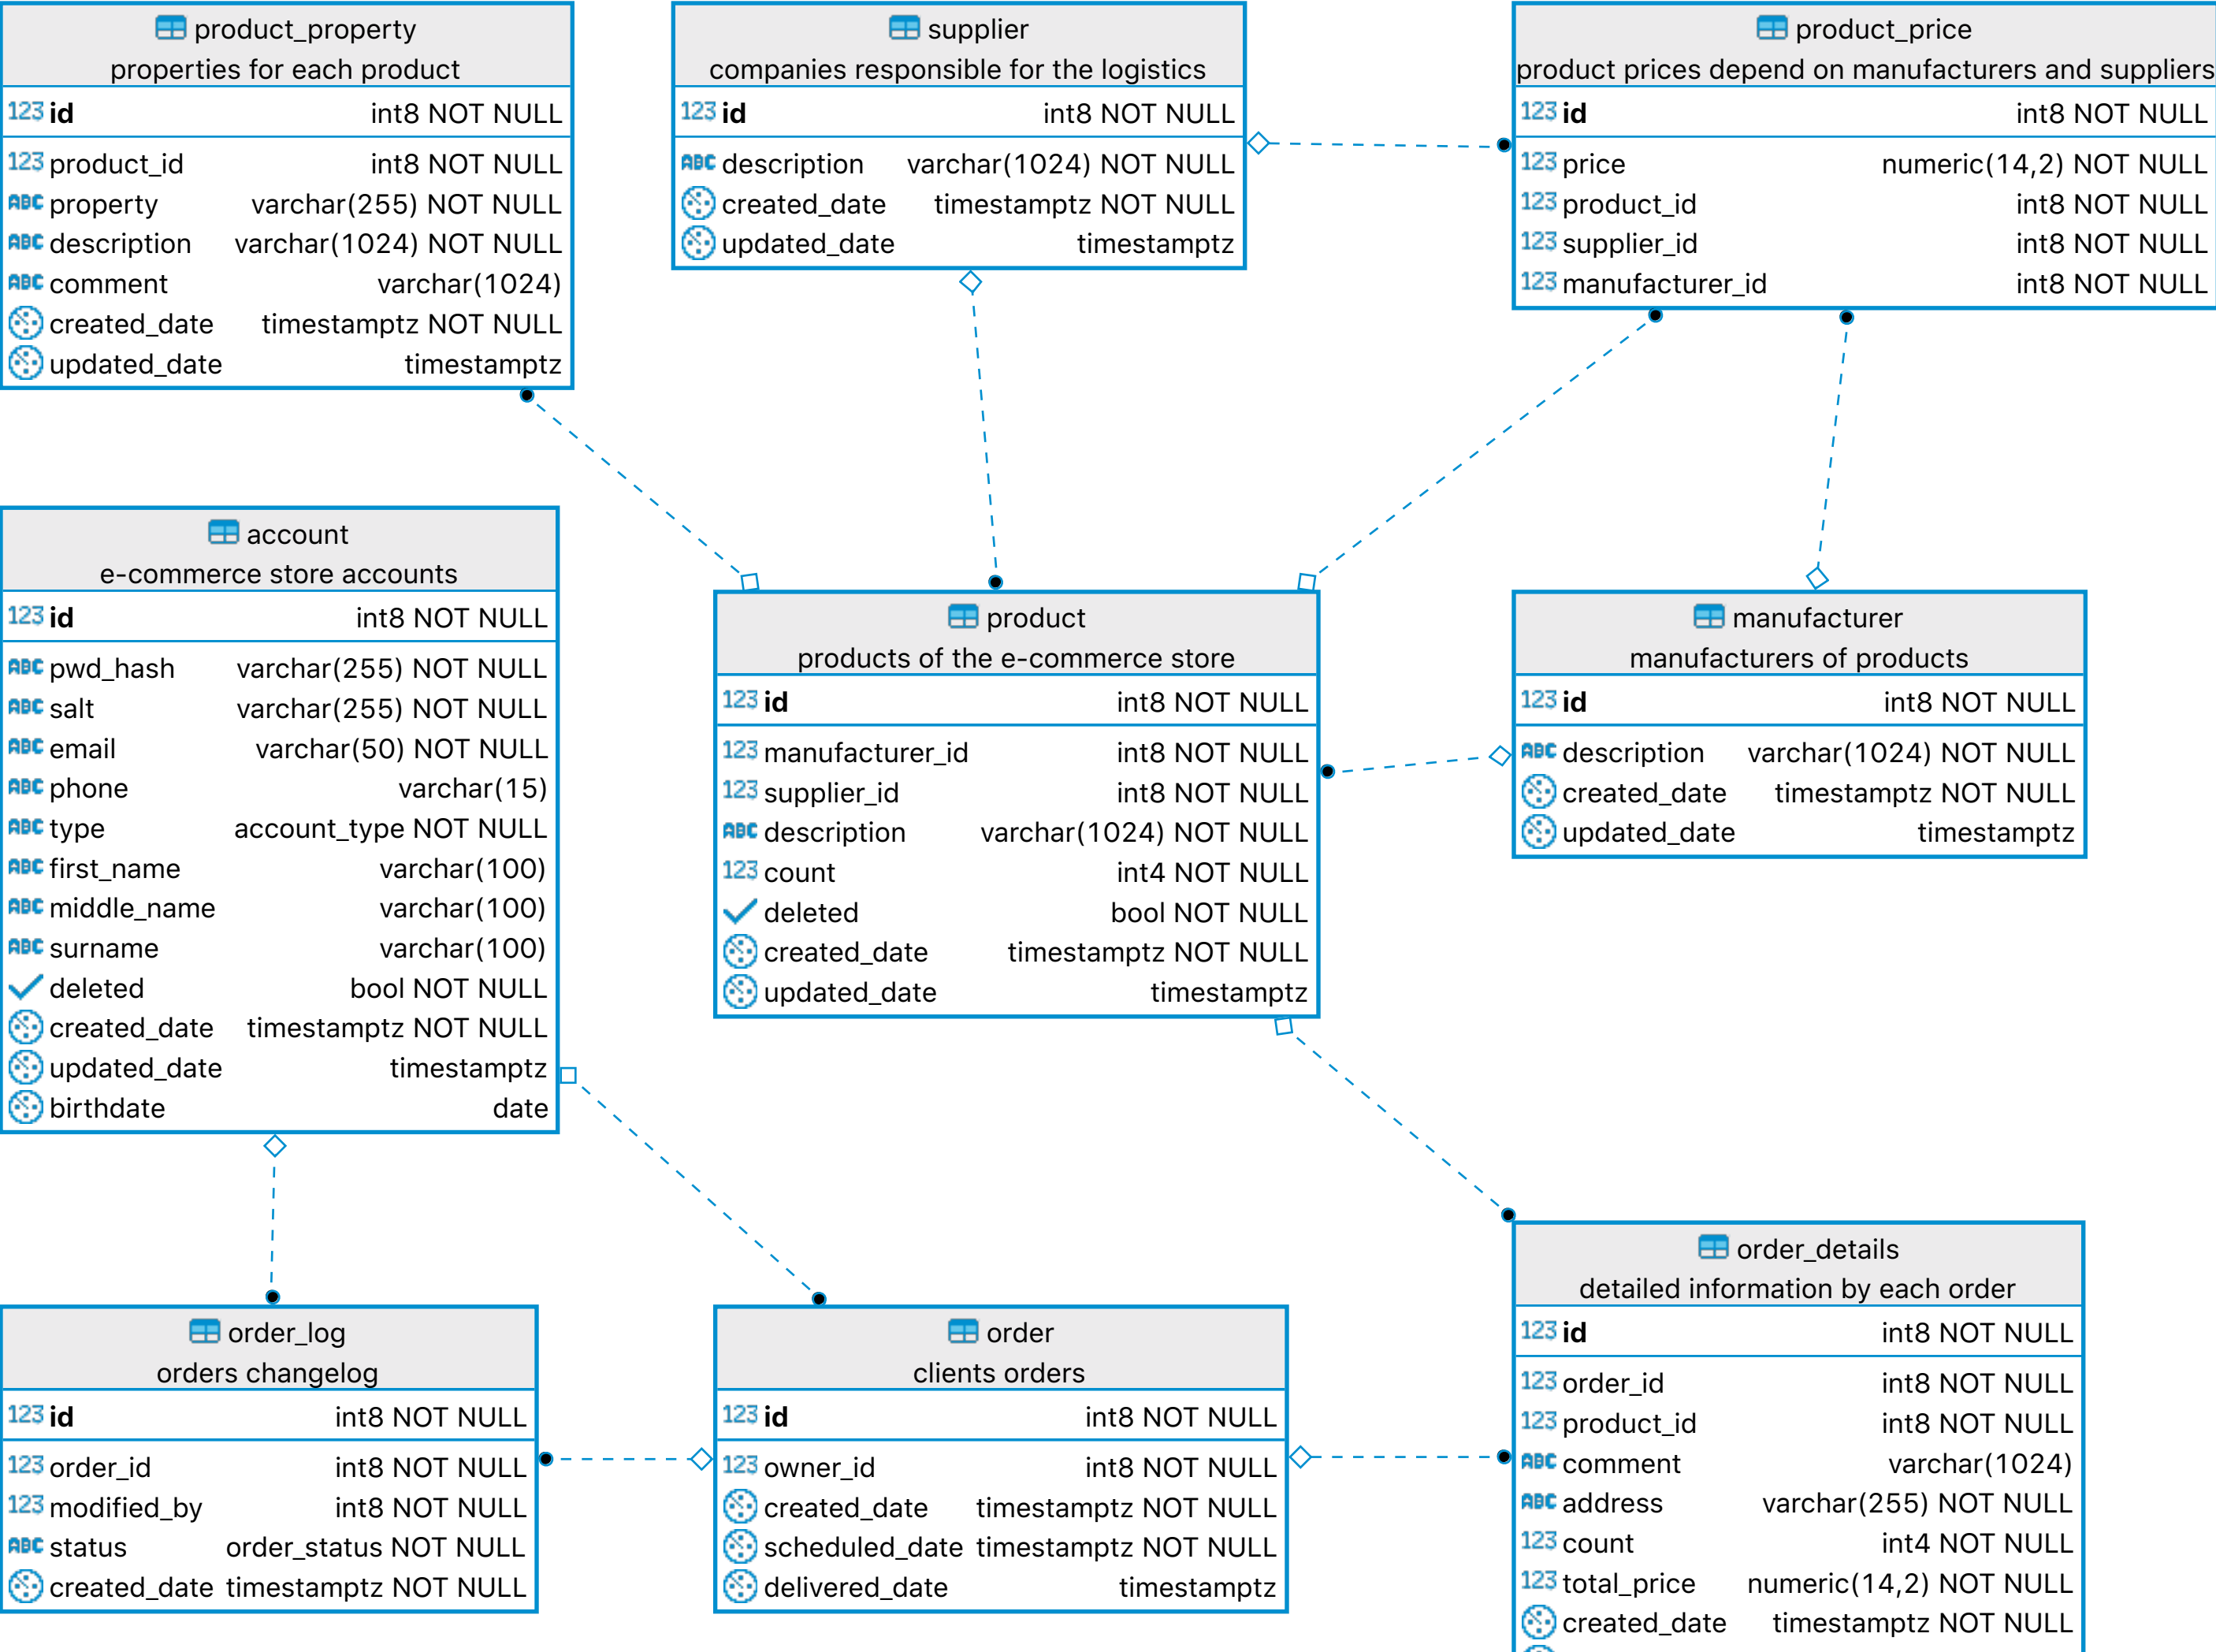 product_property
properties for each product
123 id int8 NOT NULL
123 product_id int8 NOT NULL
ABC property varchar(255) NOT NULL
ABC description varchar(1024) NOT NULL
ABC comment varchar(1024)
created_date timestamptz NOT NULL
updated_date timestamptz
supplier
companies responsible for the logistics
123 id int8 NOT NULL
ABC description varchar(1024) NOT NULL
created_date timestamptz NOT NULL
updated_date timestamptz
product_price
product prices depend on manufacturers and suppliers
123 id int8 NOT NULL
123 price numeric(14,2) NOT NULL
123 product_id int8 NOT NULL
123 supplier_id int8 NOT NULL
123 manufacturer_id int8 NOT NULL
account
e-commerce store accounts
123 id int8 NOT NULL
ABC pwd_hash varchar(255) NOT NULL
ABC salt varchar(255) NOT NULL
ABC email varchar(50) NOT NULL
ABC phone varchar(15)
ABC type account_type NOT NULL
ABC first_name varchar(100)
ABC middle_name varchar(100)
ABC surname varchar(100)
deleted bool NOT NULL
created_date timestamptz NOT NULL
updated_date timestamptz
birthdate date
product
products of the e-commerce store
123 id int8 NOT NULL
123 manufacturer_id int8 NOT NULL
123 supplier_id int8 NOT NULL
ABC description varchar(1024) NOT NULL
123 count int4 NOT NULL
deleted bool NOT NULL
created_date timestamptz NOT NULL
updated_date timestamptz
manufacturer
manufacturers of products
123 id int8 NOT NULL
ABC description varchar(1024) NOT NULL
created_date timestamptz NOT NULL
updated_date timestamptz
order_log
orders changelog
123 id int8 NOT NULL
123 order_id int8 NOT NULL
123 modified_by int8 NOT NULL
ABC status order_status NOT NULL
created_date timestamptz NOT NULL
order
clients orders
123 id int8 NOT NULL
123 owner_id int8 NOT NULL
created_date timestamptz NOT NULL
scheduled_date timestamptz NOT NULL
delivered_date timestamptz
order_details
detailed information by each order
123 id int8 NOT NULL
123 order_id int8 NOT NULL
123 product_id int8 NOT NULL
ABC comment varchar(1024)
ABC address varchar(255) NOT NULL
123 count int4 NOT NULL
123 total_price numeric(14,2) NOT NULL
created_date timestamptz NOT NULL